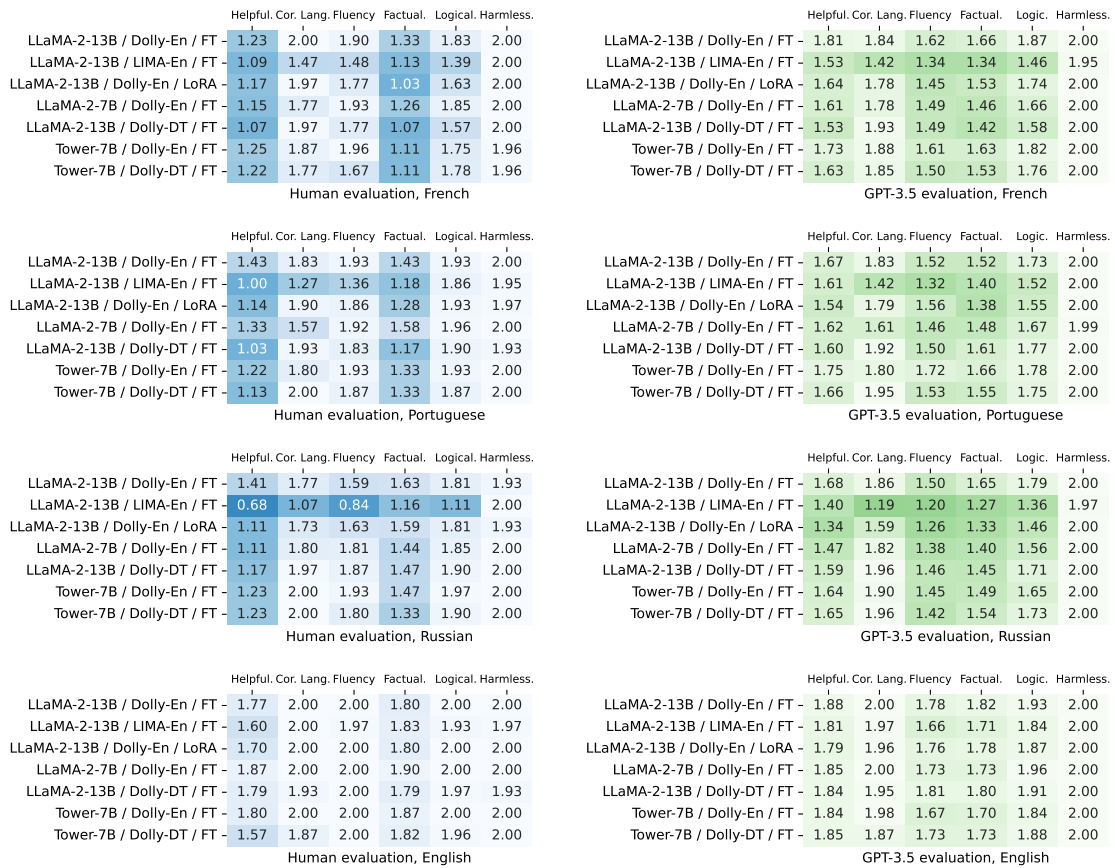 Helpful. Cor. Lang. Fluency Factual. Logical. Harmless.
LLaMA-2-13B / Dolly-En / FT 1.23 2.00 1.90 1.33 1.83 2.00
LLaMA-2-13B / LIMA-En / FT 1.09 1.47 1.48 1.13 1.39 2.00
LLaMA-2-13B / Dolly-En / LoRA 1.17 1.97 1.77 1.03 1.63 2.00
LLaMA-2-7B / Dolly-En / FT 1.15 1.77 1.93 1.26 1.85 2.00
LLaMA-2-13B / Dolly-DT / FT 1.07 1.97 1.77 1.07 1.57 2.00
Tower-7B / Dolly-En / FT 1.25 1.87 1.96 1.11 1.75 1.96
Tower-7B / Dolly-DT / FT 1.22 1.77 1.67 1.11 1.78 1.96
Human evaluation, French
Helpful. Cor. Lang. Fluency Factual. Logic. Harmless.
LLaMA-2-13B / Dolly-En / FT 1.81 1.84 1.62 1.66 1.87 2.00
LLaMA-2-13B / LIMA-En / FT 1.53 1.42 1.34 1.34 1.46 1.95
LLaMA-2-13B / Dolly-En / LoRA 1.64 1.78 1.45 1.53 1.74 2.00
LLaMA-2-7B / Dolly-En / FT 1.61 1.78 1.49 1.46 1.66 2.00
LLaMA-2-13B / Dolly-DT / FT 1.53 1.93 1.49 1.42 1.58 2.00
Tower-7B / Dolly-En / FT 1.73 1.88 1.61 1.63 1.82 2.00
Tower-7B / Dolly-DT / FT 1.63 1.85 1.50 1.53 1.76 2.00
GPT-3.5 evaluation, French
Helpful. Cor. Lang. Fluency Factual. Logical. Harmless.
LLaMA-2-13B / Dolly-En / FT 1.43 1.83 1.93 1.43 1.93 2.00
LLaMA-2-13B / LIMA-En / FT 1.00 1.27 1.36 1.18 1.86 1.95
LLaMA-2-13B / Dolly-En / LoRA 1.14 1.90 1.86 1.28 1.93 1.97
LLaMA-2-7B / Dolly-En / FT 1.33 1.57 1.92 1.58 1.96 2.00
LLaMA-2-13B / Dolly-DT / FT 1.03 1.93 1.83 1.17 1.90 1.93
Tower-7B / Dolly-En / FT 1.22 1.80 1.93 1.33 1.93 2.00
Tower-7B / Dolly-DT / FT 1.13 2.00 1.87 1.33 1.87 2.00
Human evaluation, Portuguese
Helpful. Cor. Lang. Fluency Factual. Logic. Harmless.
LLaMA-2-13B / Dolly-En / FT 1.67 1.83 1.52 1.52 1.73 2.00
LLaMA-2-13B / LIMA-En / FT 1.61 1.42 1.32 1.40 1.52 2.00
LLaMA-2-13B / Dolly-En / LoRA 1.54 1.79 1.56 1.38 1.55 2.00
LLaMA-2-7B / Dolly-En / FT 1.62 1.61 1.46 1.48 1.67 1.99
LLaMA-2-13B / Dolly-DT / FT 1.60 1.92 1.50 1.61 1.77 2.00
Tower-7B / Dolly-En / FT 1.75 1.80 1.72 1.66 1.78 2.00
Tower-7B / Dolly-DT / FT 1.66 1.95 1.53 1.55 1.75 2.00
GPT-3.5 evaluation, Portuguese
Helpful. Cor. Lang. Fluency Factual. Logical. Harmless.
LLaMA-2-13B / Dolly-En / FT 1.41 1.77 1.59 1.63 1.81 1.93
LLaMA-2-13B / LIMA-En / FT 0.68 1.07 0.84 1.16 1.11 2.00
LLaMA-2-13B / Dolly-En / LoRA 1.11 1.73 1.63 1.59 1.81 1.93
LLaMA-2-7B / Dolly-En / FT 1.11 1.80 1.81 1.44 1.85 2.00
LLaMA-2-13B / Dolly-DT / FT 1.17 1.97 1.87 1.47 1.90 2.00
Tower-7B / Dolly-En / FT 1.23 2.00 1.93 1.47 1.97 2.00
Tower-7B / Dolly-DT / FT 1.23 2.00 1.80 1.33 1.90 2.00
Human evaluation, Russian
Helpful. Cor. Lang. Fluency Factual. Logic. Harmless.
LLaMA-2-13B / Dolly-En / FT 1.68 1.86 1.50 1.65 1.79 2.00
LLaMA-2-13B / LIMA-En / FT 1.40 1.19 1.20 1.27 1.36 1.97
LLaMA-2-13B / Dolly-En / LoRA 1.34 1.59 1.26 1.33 1.46 2.00
LLaMA-2-7B / Dolly-En / FT 1.47 1.82 1.38 1.40 1.56 2.00
LLaMA-2-13B / Dolly-DT / FT 1.59 1.96 1.46 1.45 1.71 2.00
Tower-7B / Dolly-En / FT 1.64 1.90 1.45 1.49 1.65 2.00
Tower-7B / Dolly-DT / FT 1.65 1.96 1.42 1.54 1.73 2.00
GPT-3.5 evaluation, Russian
Helpful. Cor. Lang. Fluency Factual. Logical. Harmless.
LLaMA-2-13B / Dolly-En / FT 1.77 2.00 2.00 1.80 2.00 2.00
LLaMA-2-13B / LIMA-En / FT 1.60 2.00 1.97 1.83 1.93 1.97
LLaMA-2-13B / Dolly-En / LoRA 1.70 2.00 2.00 1.80 2.00 2.00
LLaMA-2-7B / Dolly-En / FT 1.87 2.00 2.00 1.90 2.00 2.00
LLaMA-2-13B / Dolly-DT / FT 1.79 1.93 2.00 1.79 1.97 1.93
Tower-7B / Dolly-En / FT 1.80 2.00 2.00 1.87 2.00 2.00
Tower-7B / Dolly-DT / FT 1.57 1.87 2.00 1.82 1.96 2.00
Human evaluation, English
Helpful. Cor. Lang. Fluency Factual. Logic. Harmless.
LLaMA-2-13B / Dolly-En / FT 1.88 2.00 1.78 1.82 1.93 2.00
LLaMA-2-13B / LIMA-En / FT 1.81 1.97 1.66 1.71 1.84 2.00
LLaMA-2-13B / Dolly-En / LoRA 1.79 1.96 1.76 1.78 1.87 2.00
LLaMA-2-7B / Dolly-En / FT 1.85 2.00 1.73 1.73 1.96 2.00
LLaMA-2-13B / Dolly-DT / FT 1.84 1.95 1.81 1.80 1.91 2.00
Tower-7B / Dolly-En / FT 1.84 1.98 1.67 1.70 1.84 2.00
Tower-7B / Dolly-DT / FT 1.85 1.87 1.73 1.73 1.88 2.00
GPT-3.5 evaluation, English